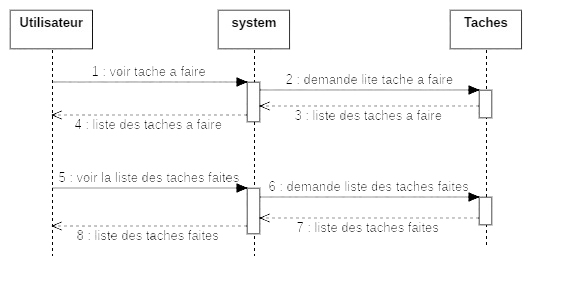 Utilisateur
system
Taches
1 : voir tache a faire
2 : demande lite tache a faire
3 : liste des taches a faire
4 : liste des taches a faire
5 : voir la liste des taches faites
6 : demande liste des taches faites
7 : liste des taches faites
8 : liste des taches faites